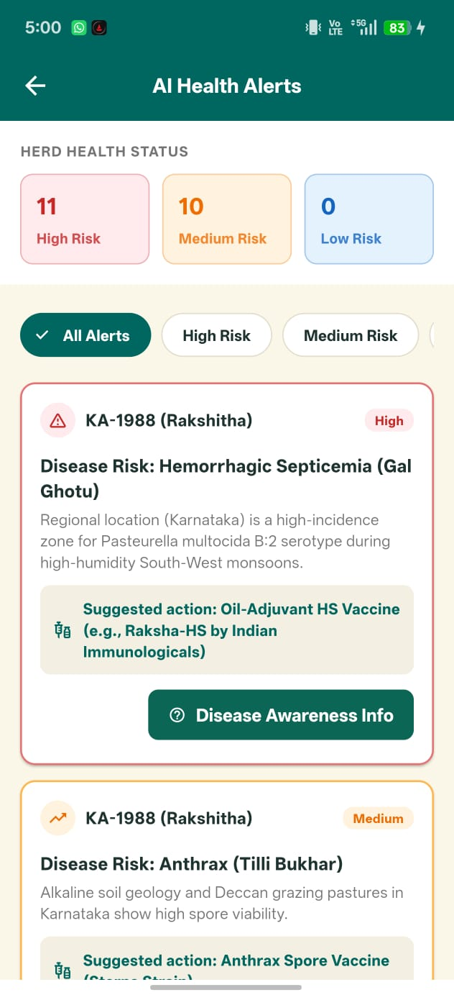 5:00
Vo
LTE
5G
83
AI Health Alerts
HERD HEALTH STATUS
11
High Risk
10
Medium Risk
0
Low Risk
All Alerts
High Risk
Medium Risk
KA-1988 (Rakshitha)
High
Disease Risk: Hemorrhagic Septicemia (Gal
Ghotu)
Regional location (Karnataka) is a high-incidence
zone for Pasteurella multocida B:2 serotype during
high-humidity South-West monsoons.
Suggested action: Oil-Adjuvant HS Vaccine
(e.g., Raksha-HS by Indian
Immunologicals)
Disease Awareness Info
KA-1988 (Rakshitha)
Medium
Disease Risk: Anthrax (Tilli Bukhar)
Alkaline soil geology and Deccan grazing pastures in
Karnataka show high spore viability.
Suggested action: Anthrax Spore Vaccine